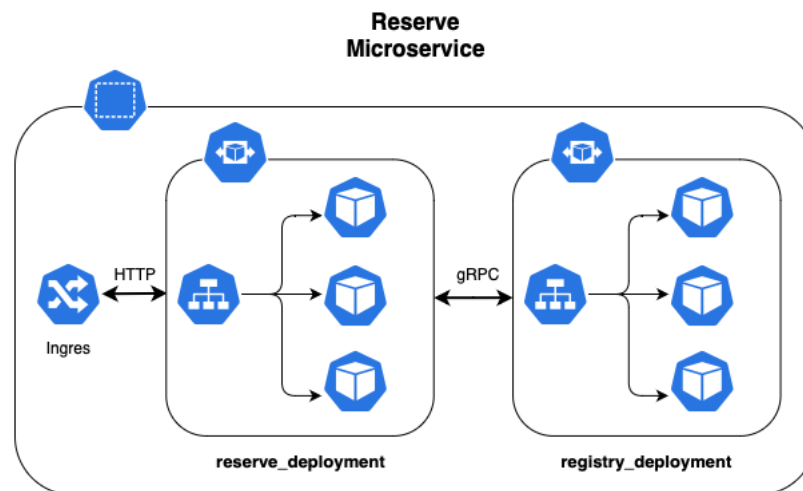 Reserve
Microservice
HTTP
gRPC
Ingres
reserve_deployment
registry_deployment